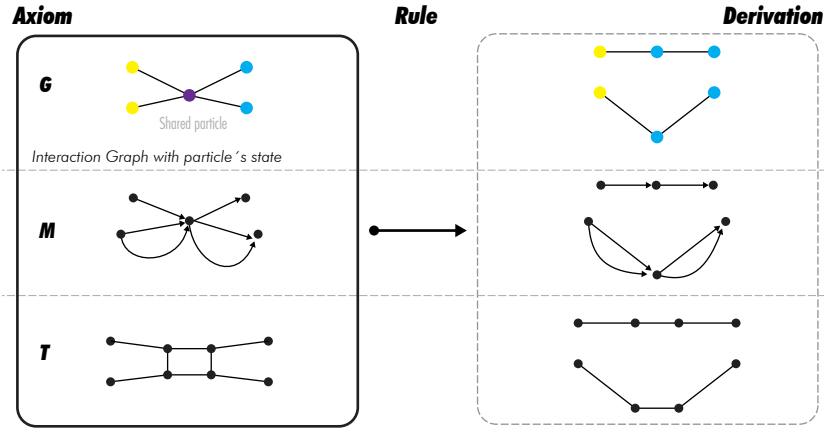 Axiom Rule Derivation
G
Shared particle
Interaction Graph with particle´s state
M
T